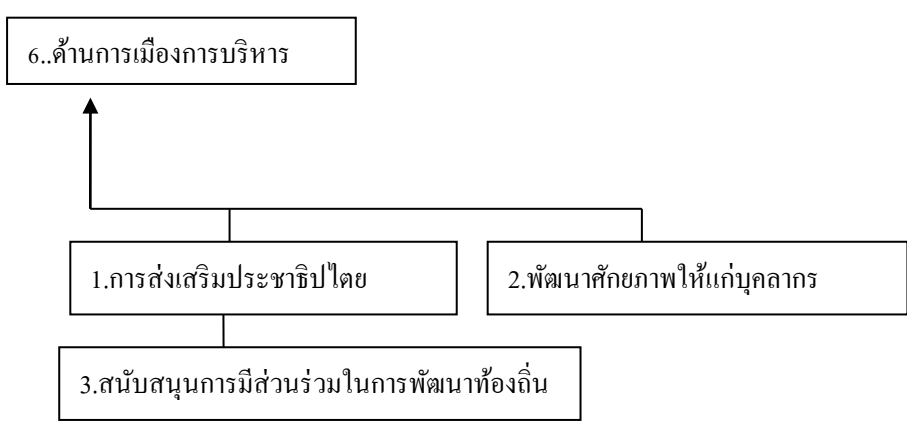 6..ด้านการเมืองการบริหาร
1.การส่งเสริมประชาธิปไตย
2.พัฒนาศักยภาพให้แก่บุคลากร
3.สนับสนุนการมีส่วนร่วมในการพัฒนาท้องถิ่น